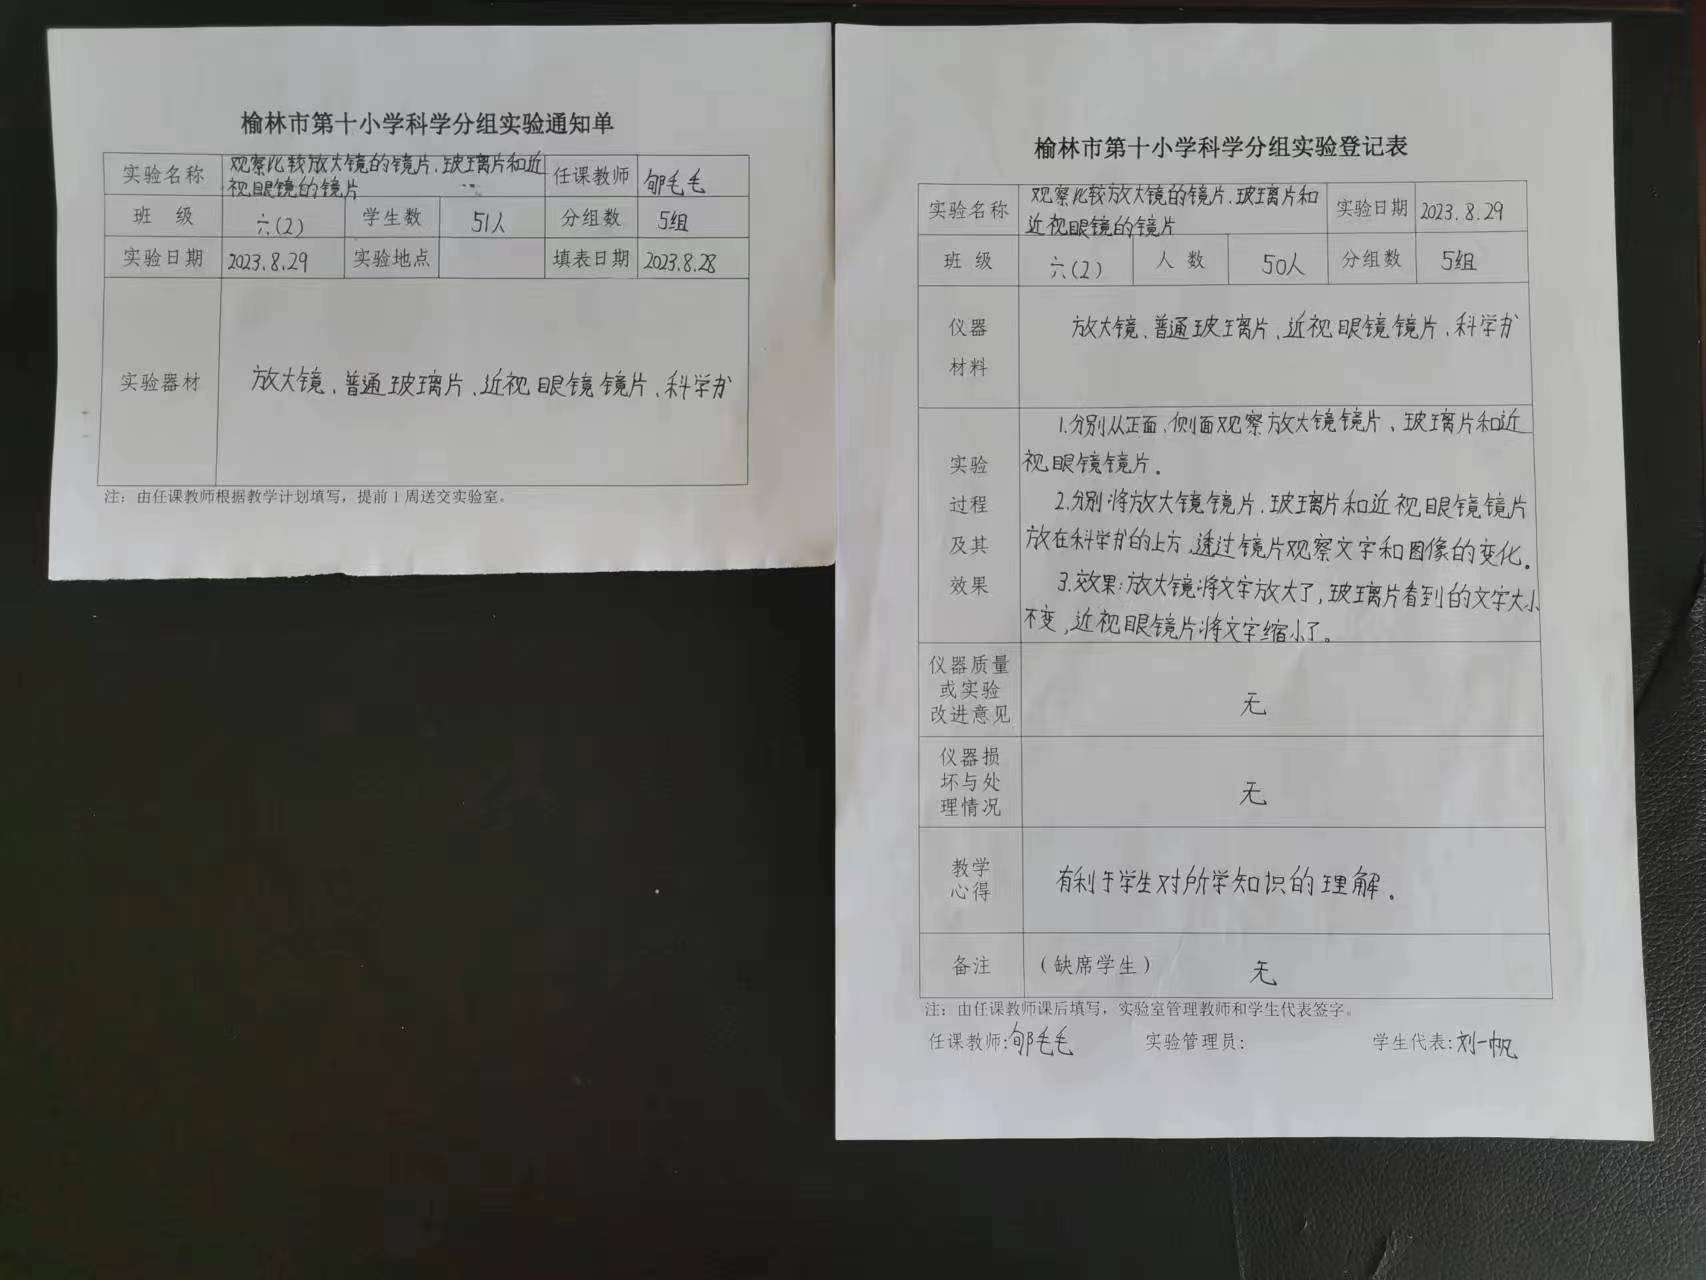 榆林市第十小学科学分组实验通知单
实验名称 观察比较放大镜的镜片、玻璃片和近视眼镜的镜片 任课教师 郇毛毛
班 级 六(2) 学生数 51人 分组数 5组
实验日期 2023.8.29 实验地点 填表日期 2023.8.28
实验器材 放大镜、普通玻璃片、近视眼镜镜片、科学书
注：由任课教师根据教学计划填写，提前1周送交实验室。
榆林市第十小学科学分组实验登记表
实验名称 观察比较放大镜的镜片、玻璃片和近视眼镜的镜片 实验日期 2023.8.29
班 级 六(2) 人 数 50人 分组数 5组
仪器材料 放大镜、普通玻璃片、近视眼镜镜片、科学书
实验过程及其效果
1.分别从正面、侧面观察放大镜镜片、玻璃片和近
视眼镜镜片。
2.分别将放大镜镜片、玻璃片和近视眼镜镜片
放在科学书的上方,透过镜片观察文字和图像的变化。
3.效果:放大镜将文字放大了,玻璃片看到的文字大小
不变,近视眼镜片将文字缩小了。
仪器质量或实验改进意见 无
仪器损坏与处理情况 无
教学心得 有利于学生对所学知识的理解。
备注 （缺席学生） 无
注：由任课教师课后填写，实验室管理教师和学生代表签字。
任课教师:郇毛毛 实验管理员: 学生代表:刘一帆